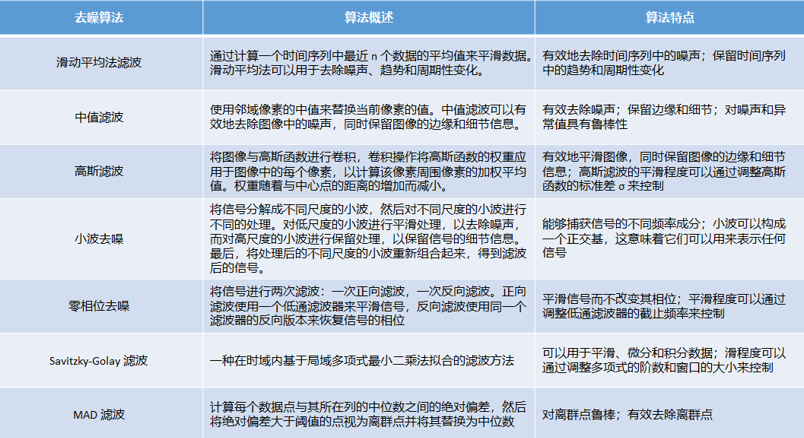 去噪算法
算法概述
算法特点
滑动平均法滤波
通过计算一个时间序列中最近 n 个数据的平均值来平滑数据。
滑动平均法可以用于去除噪声、趋势和周期性变化。
有效地去除时间序列中的噪声；保留时间序列
中的趋势和周期性变化
中值滤波
使用邻域像素的中值来替换当前像素的值。中值滤波可以有
效地去除图像中的噪声，同时保留图像的边缘和细节信息。
有效去除噪声；保留边缘和细节；对噪声和异
常值具有鲁棒性
高斯滤波
将图像与高斯函数进行卷积，卷积操作将高斯函数的权重应
用于图像中的每个像素，以计算该像素周围像素的加权平均
值。权重随着与中心点的距离的增加而减小。
有效地平滑图像，同时保留图像的边缘和细节
信息；高斯滤波的平滑程度可以通过调整高斯
函数的标准差 σ 来控制
小波去噪
将信号分解成不同尺度的小波，然后对不同尺度的小波进行
不同的处理。对低尺度的小波进行平滑处理，以去除噪声，
而对高尺度的小波进行保留处理，以保留信号的细节信息。
最后，将处理后的不同尺度的小波重新组合起来，得到滤波
后的信号。
能够捕获信号的不同频率成分；小波可以构成
一个正交基，这意味着它们可以用来表示任何
信号
零相位去噪
将信号进行两次滤波：一次正向滤波，一次反向滤波。正向
滤波使用一个低通滤波器来平滑信号，反向滤波使用同一个
滤波器的反向版本来恢复信号的相位
平滑信号而不改变其相位；平滑程度可以通过
调整低通滤波器的截止频率来控制
Savitzky-Golay 滤波
一种在时域内基于局域多项式最小二乘法拟合的滤波方法
可以用于平滑、微分和积分数据；滑程度可以
通过调整多项式的阶数和窗口的大小来控制
MAD 滤波
计算每个数据点与其所在列的中位数之间的绝对偏差，然后
将绝对偏差大于阈值的点视为离群点并将其替换为中位数
对离群点鲁棒；有效去除离群点